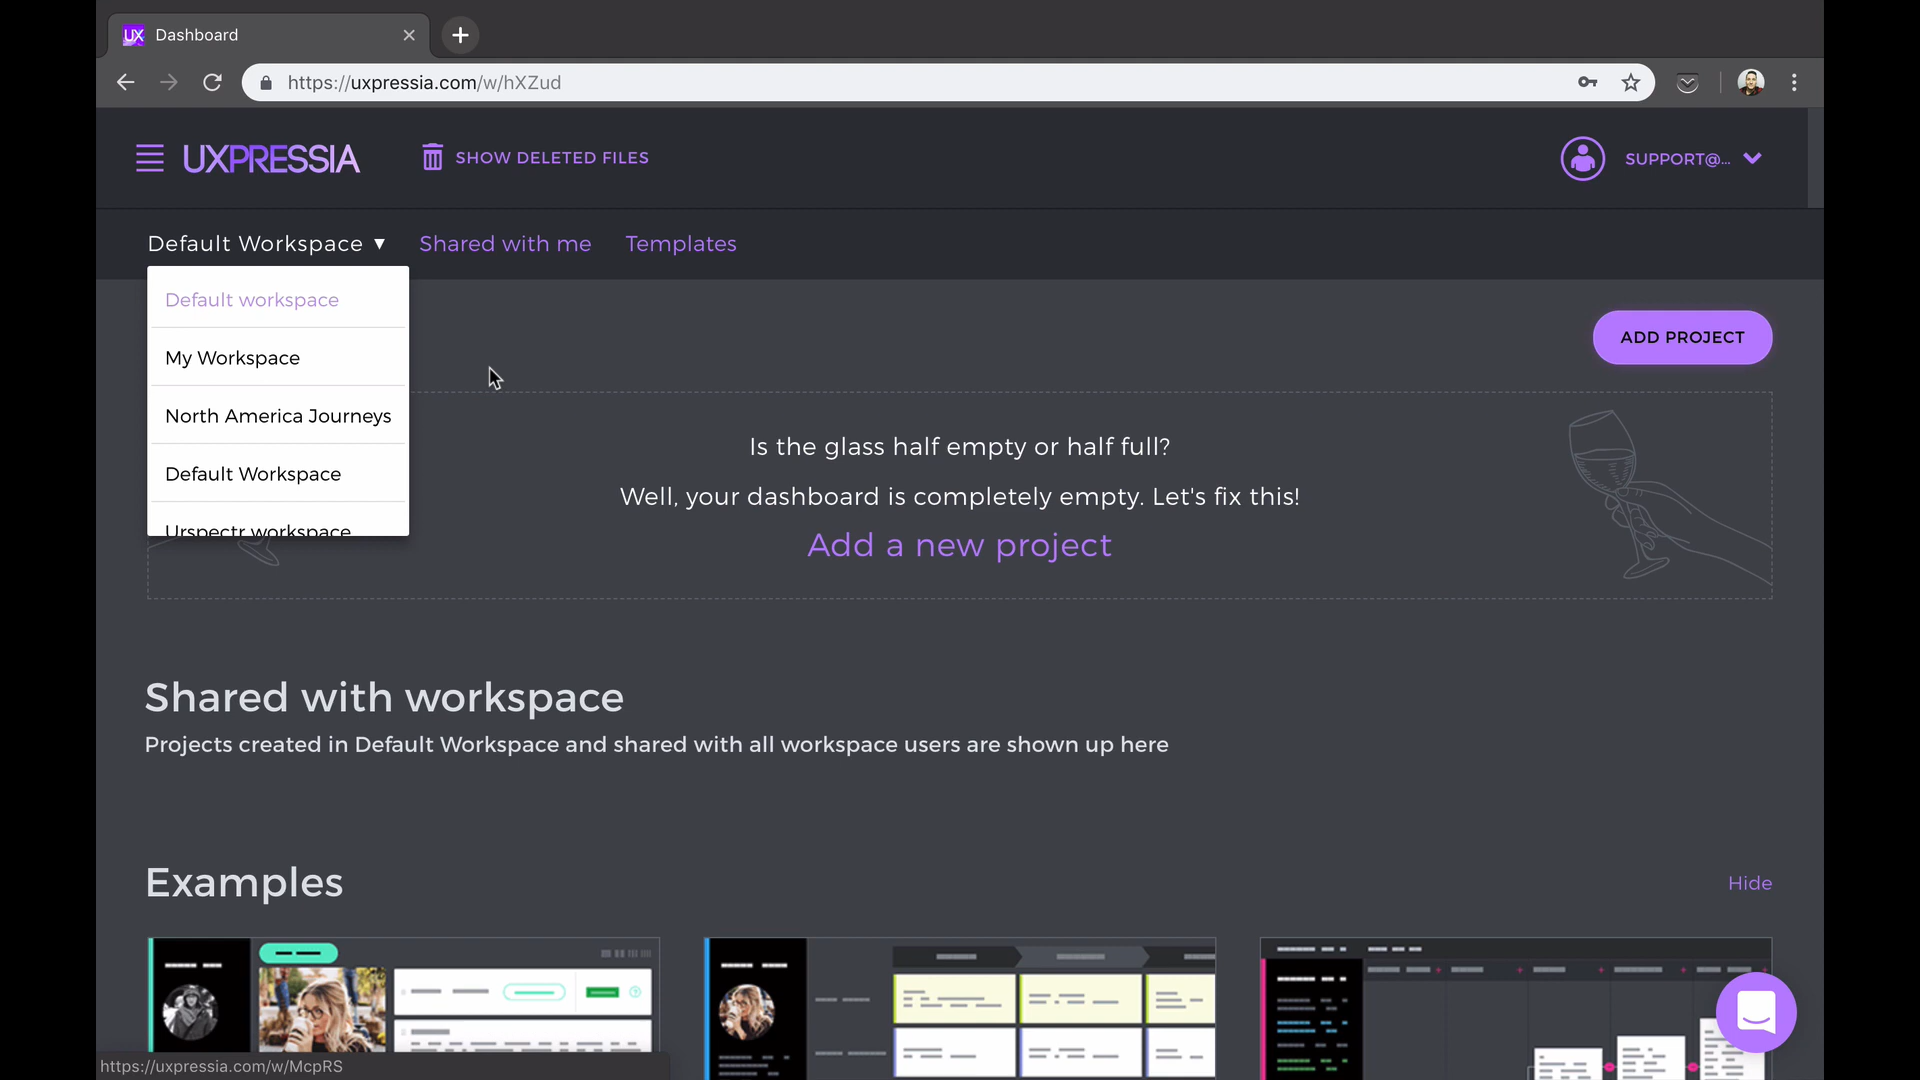 UX Dashboard
https://uxpressia.com/w/hXZud
UXPRESSIA
SHOW DELETED FILES
SUPPORT@...
Default Workspace ▼
Shared with me
Templates
Default workspace
My Workspace
North America Journeys
Default Workspace
Urspectr workspace
ADD PROJECT
Is the glass half empty or half full?
Well, your dashboard is completely empty. Let's fix this!
Add a new project
Shared with workspace
Projects created in Default Workspace and shared with all workspace users are shown up here
Examples
Hide
https://uxpressia.com/w/McpRS